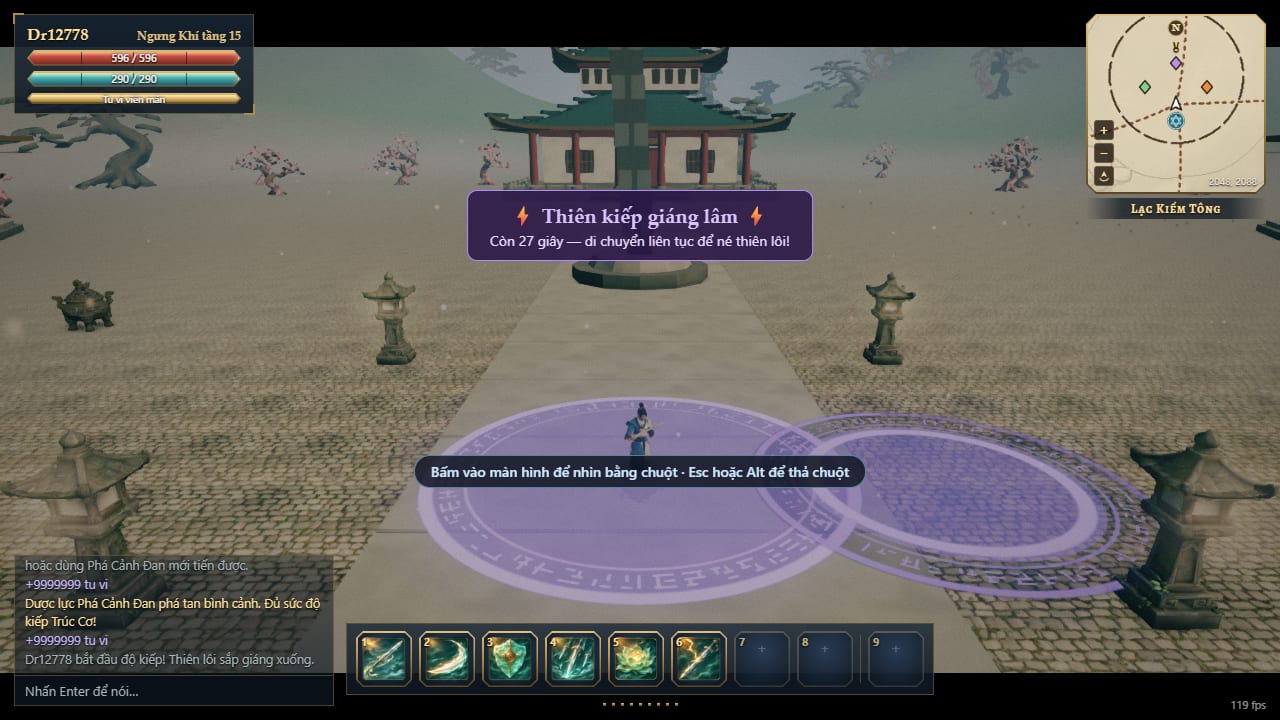 Dr12778
Ngưng Khí tầng 15
596 / 596
290 / 290
Tu vi viên mãn
N
2048, 2088
LẠC KIẾM TÔNG
Thiên kiếp giáng lâm
Còn 27 giây — di chuyển liên tục để né thiên lôi!
Bấm vào màn hình để nhìn bằng chuột · Esc hoặc Alt để thả chuột
hoặc dùng Phá Cảnh Đan mới tiến được.
+9999999 tu vi
Dược lực Phá Cảnh Đan phá tan bình cảnh. Đủ sức độ
kiếp Trúc Cơ!
+9999999 tu vi
Dr12778 bắt đầu độ kiếp! Thiên lôi sắp giáng xuống.
Nhấn Enter để nói...
1 2 3 4 5 6 7 8 9
119 fps